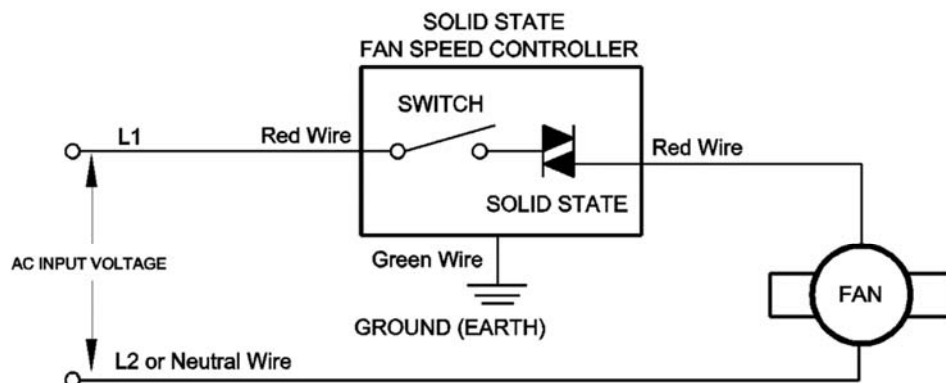 SOLID STATE
FAN SPEED CONTROLLER
SWITCH
L1
Red Wire
Red Wire
SOLID STATE
AC INPUT VOLTAGE
Green Wire
FAN
GROUND (EARTH)
L2 or Neutral Wire